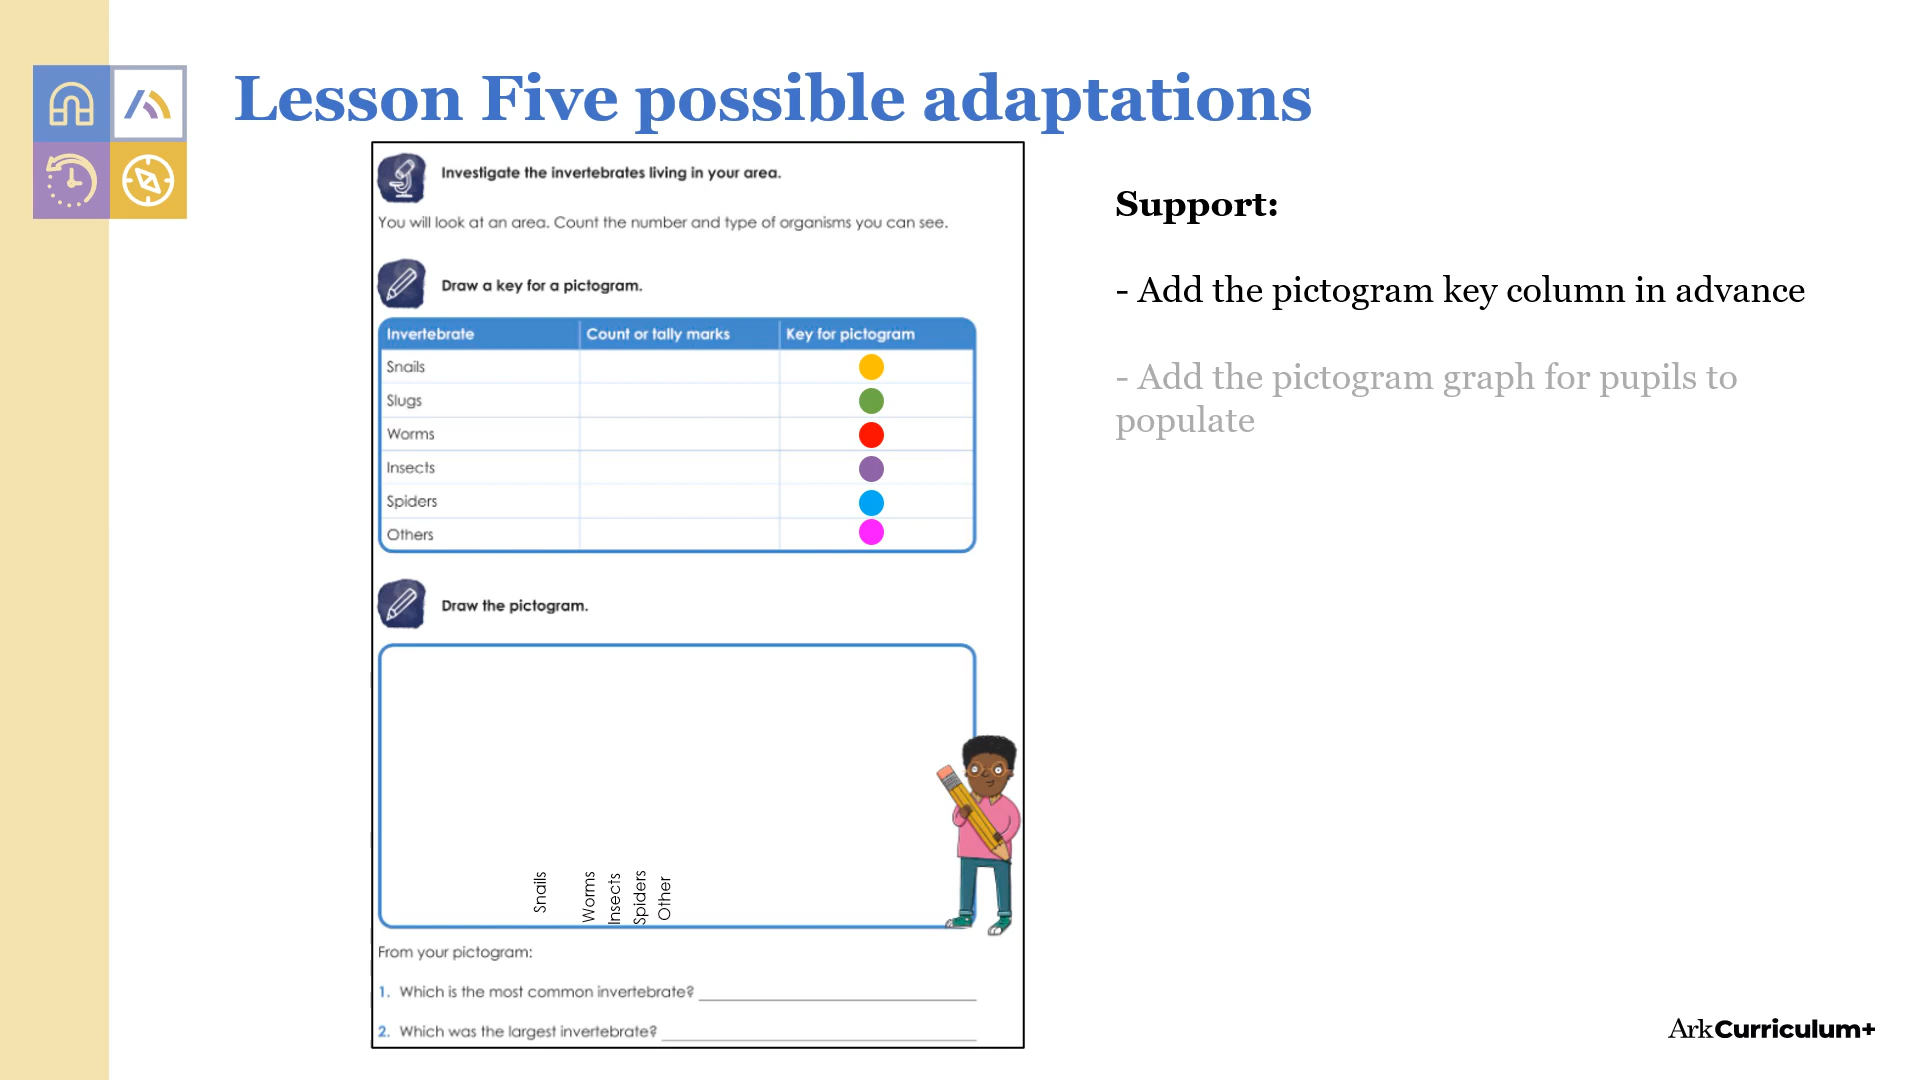 Lesson Five possible adaptations
Investigate the invertebrates living in your area.
You will look at an area. Count the number and type of organisms you can see.
Draw a key for a pictogram.
Invertebrate Count or tally marks Key for pictogram
Snails
Slugs
Worms
Insects
Spiders
Others
Draw the pictogram.
Snails
Worms
Insects
Spiders
Other
From your pictogram:
1. Which is the most common invertebrate?
2. Which was the largest invertebrate?
Support:
- Add the pictogram key column in advance
- Add the pictogram graph for pupils to
populate
ArkCurriculum+